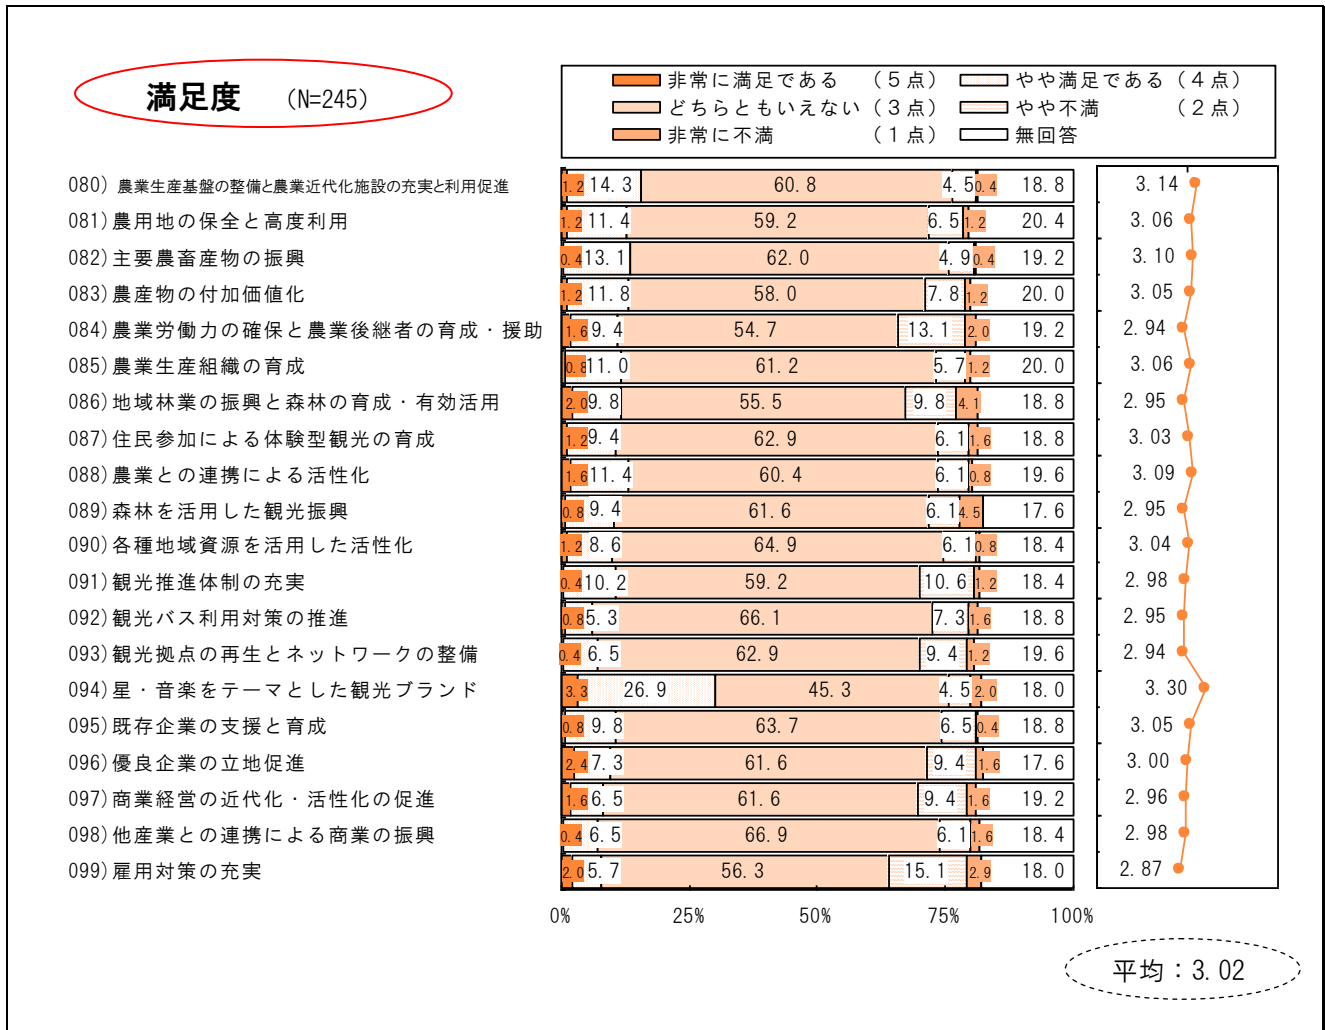 満足度 （N=245）
非常に満足である （５点） やや満足である（４点）
どちらともいえない（３点） やや不満 （２点）
非常に不満 （１点） 無回答
080) 農業生産基盤の整備と農業近代化施設の充実と利用促進 1.2 14.3 60.8 4.5 0.4 18.8 3.14
081)農用地の保全と高度利用 1.2 11.4 59.2 6.5 1.2 20.4 3.06
082)主要農畜産物の振興 0.4 13.1 62.0 4.9 0.4 19.2 3.10
083)農産物の付加価値化 1.2 11.8 58.0 7.8 1.2 20.0 3.05
084)農業労働力の確保と農業後継者の育成・援助 1.6 9.4 54.7 13.1 2.0 19.2 2.94
085)農業生産組織の育成 0.8 11.0 61.2 5.7 1.2 20.0 3.06
086)地域林業の振興と森林の育成・有効活用 2.0 9.8 55.5 9.8 4.1 18.8 2.95
087)住民参加による体験型観光の育成 1.2 9.4 62.9 6.1 1.6 18.8 3.03
088)農業との連携による活性化 1.6 11.4 60.4 6.1 0.8 19.6 3.09
089)森林を活用した観光振興 0.8 9.4 61.6 6.1 4.5 17.6 2.95
090)各種地域資源を活用した活性化 1.2 8.6 64.9 6.1 0.8 18.4 3.04
091)観光推進体制の充実 0.4 10.2 59.2 10.6 1.2 18.4 2.98
092)観光バス利用対策の推進 0.8 5.3 66.1 7.3 1.6 18.8 2.95
093)観光拠点の再生とネットワークの整備 0.4 6.5 62.9 9.4 1.2 19.6 2.94
094)星・音楽をテーマとした観光ブランド 3.3 26.9 45.3 4.5 2.0 18.0 3.30
095)既存企業の支援と育成 0.8 9.8 63.7 6.5 0.4 18.8 3.05
096)優良企業の立地促進 2.4 7.3 61.6 9.4 1.6 17.6 3.00
097)商業経営の近代化・活性化の促進 1.6 6.5 61.6 9.4 1.6 19.2 2.96
098)他産業との連携による商業の振興 0.4 6.5 66.9 6.1 1.6 18.4 2.98
099)雇用対策の充実 2.0 5.7 56.3 15.1 2.9 18.0 2.87
0% 25% 50% 75% 100%
平均：3.02